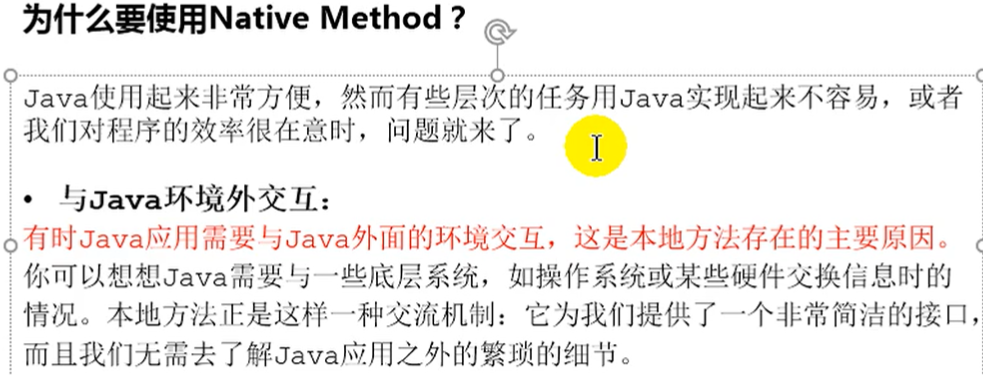 为什么要使用Native Method？
Java使用起来非常方便，然而有些层次的任务用Java实现起来不容易，或者
我们对程序的效率很在意时，问题就来了。
• 与Java环境外交互：
有时Java应用需要与Java外面的环境交互，这是本地方法存在的主要原因。
你可以想想Java需要与一些底层系统，如操作系统或某些硬件交换信息时的
情况。本地方法正是这样一种交流机制：它为我们提供了一个非常简洁的接口，
而且我们无需去了解Java应用之外的繁琐的细节。